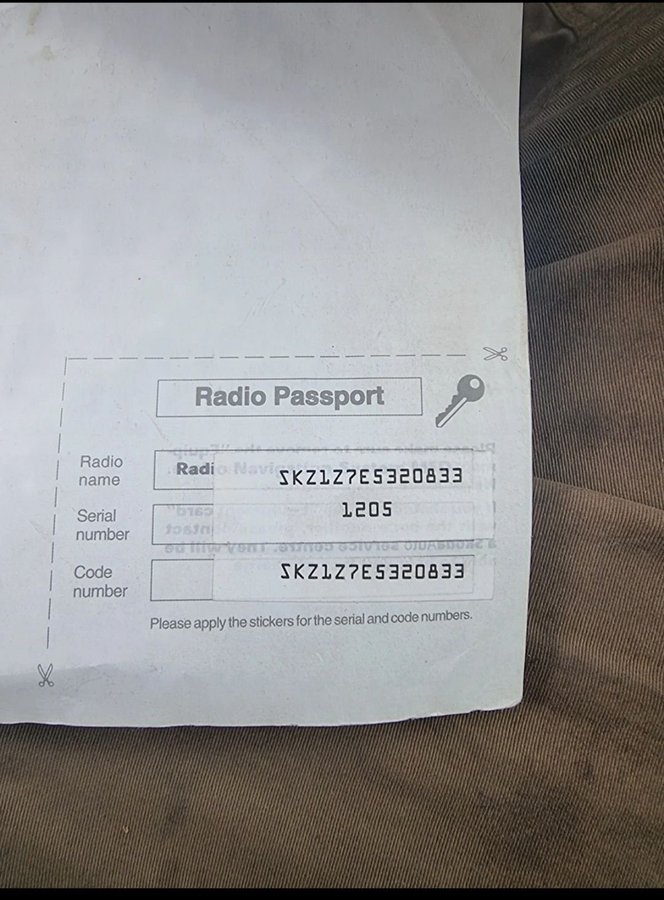 Radio Passport
Radio name
Radi
SKZ1Z7E5320833
Serial number
1205
Code number
SKZ1Z7E5320833
Please apply the stickers for the serial and code numbers.